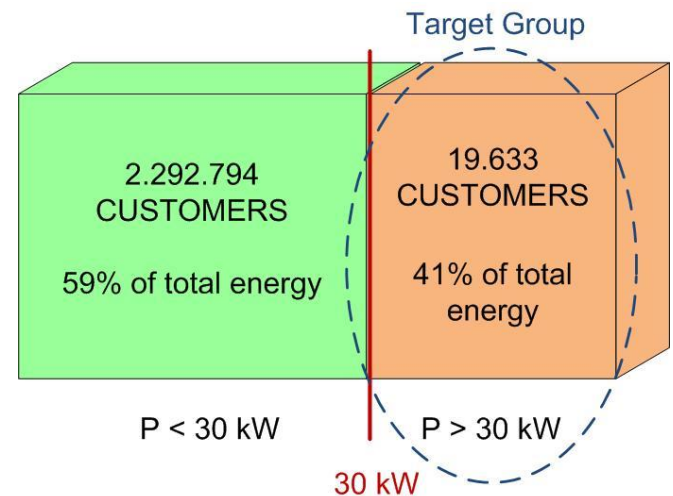 Target Group
2.292.794
CUSTOMERS
59% of total energy
19.633
CUSTOMERS
41% of total
energy
P < 30 kW
P > 30 kW
30 kW